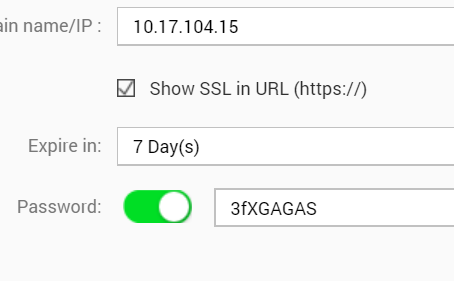 ain name/IP : 10.17.104.15
Show SSL in URL (https://)
Expire in: 7 Day(s)
Password: 3fXGAGAS